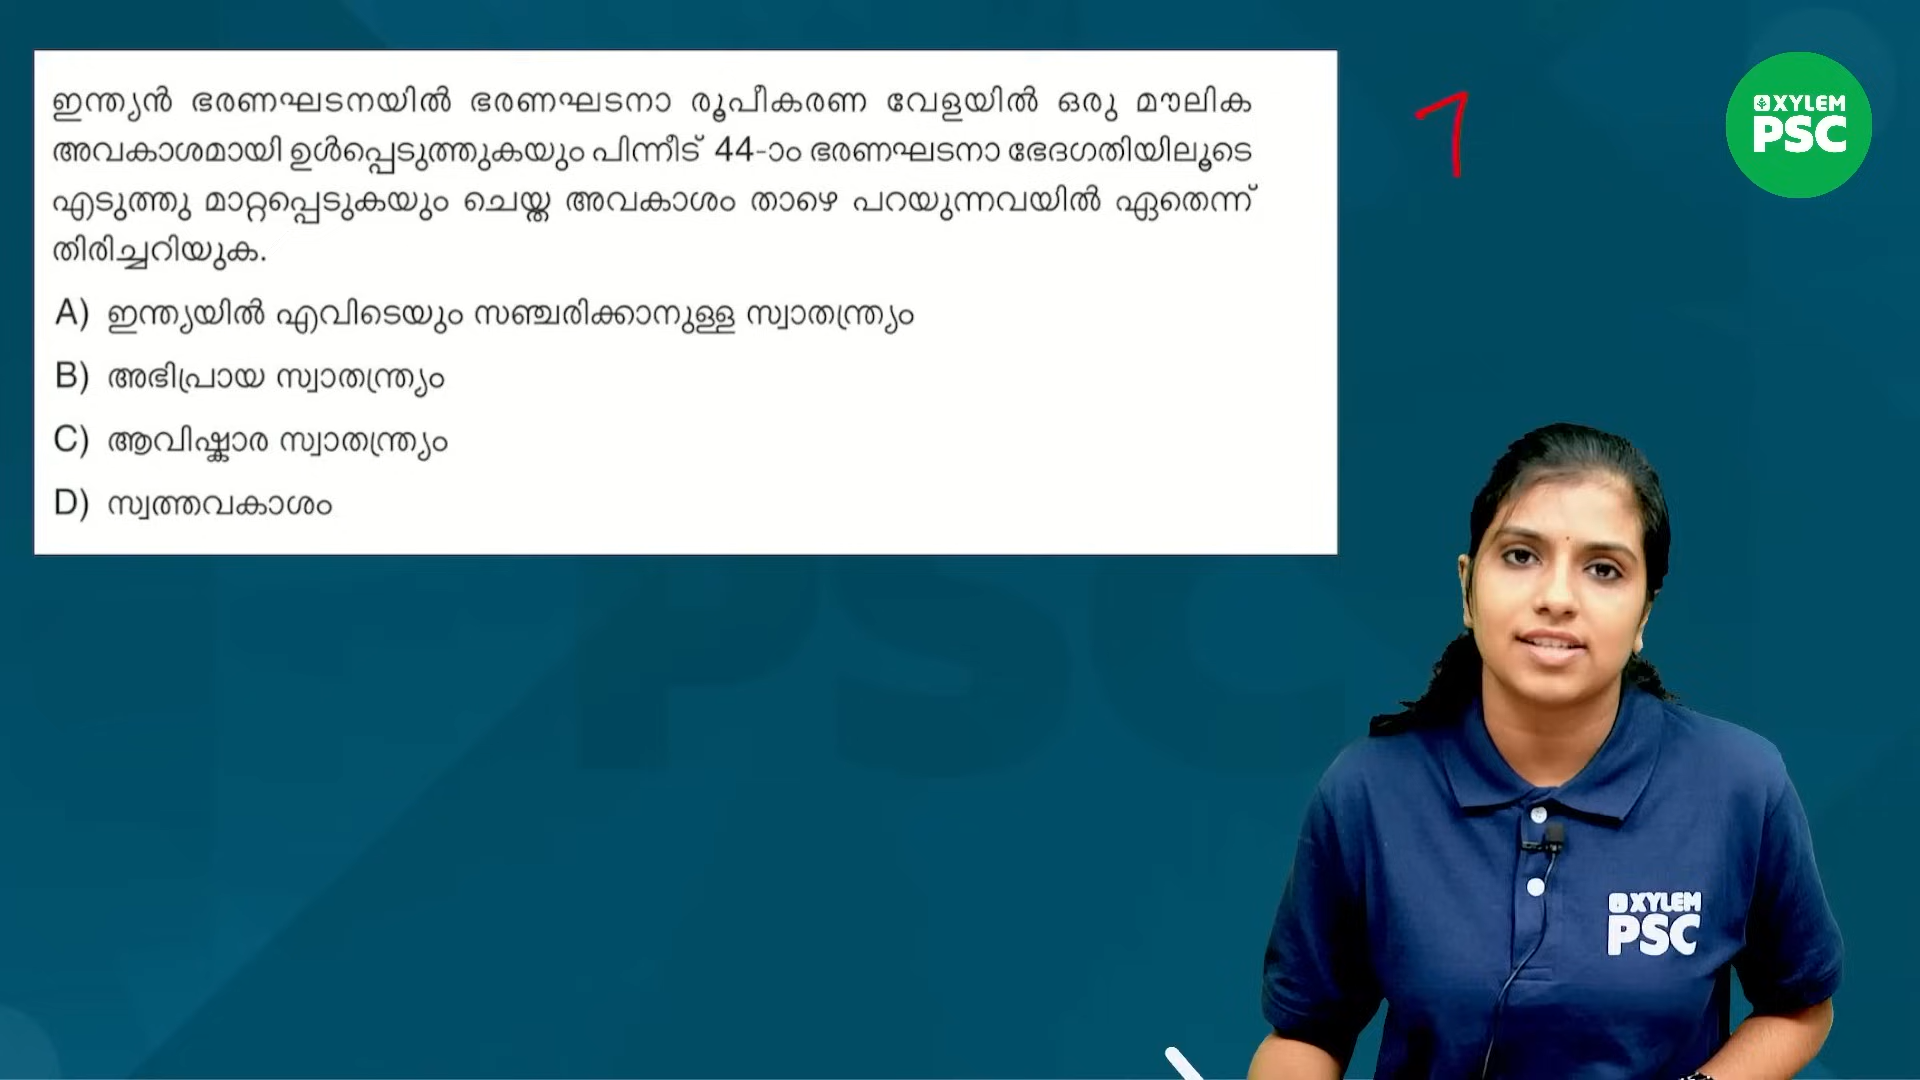 ഇന്ത്യൻ ഭരണഘടനയിൽ ഭരണഘടനാ രൂപീകരണ വേളയിൽ ഒരു മൗലിക
അവകാശമായി ഉൾപ്പെടുത്തുകയും പിന്നീട് 44-ാം ഭരണഘടനാ ഭേദഗതിയിലൂടെ
എടുത്തു മാറ്റപ്പെടുകയും ചെയ്ത അവകാശം താഴെ പറയുന്നവയിൽ ഏതെന്ന്
തിരിച്ചറിയുക.
A) ഇന്ത്യയിൽ എവിടെയും സഞ്ചരിക്കാനുള്ള സ്വാതന്ത്ര്യം
B) അഭിപ്രായ സ്വാതന്ത്ര്യം
C) ആവിഷ്കാര സ്വാതന്ത്ര്യം
D) സ്വത്തവകാശം
1
XYLEM
PSC
XYLEM
PSC